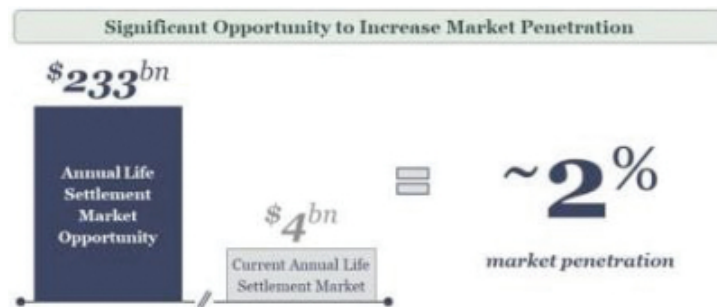 Significant Opportunity to Increase Market Penetration
$233bn
Annual Life
Settlement
Market
Opportunity
$4bn
Current Annual Life
Settlement Market
=
~2%
market penetration